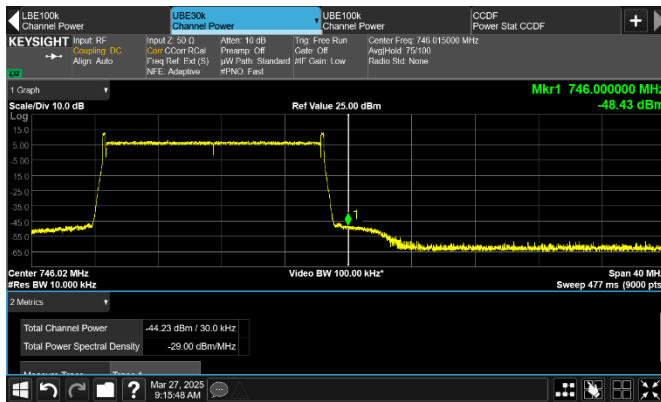 LBE100k
Channel Power
UBE30k
Channel Power
UBE100k
Channel Power
CCDF
Power Stat CCDF
KEYSIGHT
Input: RF
Coupling: DC
Align: Auto
Input Z: 50 Ω
Corr CCorr RCal
Freq Ref: Ext (S)
NFE: Adaptive
Atten: 10 dB
Preamp: Off
µW Path: Standard
#PNO: Fast
Trig: Free Run
Gate: Off
#IF Gain: Low
Center Freq: 746.015000 MHz
Avg|Hold: 75/100
Radio Std: None
1 Graph
Mkr1 746.000000 MHz
-48.43 dBm
Scale/Div 10.0 dB
Ref Value 25.00 dBm
Log
15.0
5.00
-5.00
-15.0
-25.0
-35.0
-45.0
-55.0
-65.0
1
Center 746.02 MHz
Video BW 100.00 kHz*
Span 40 MHz
#Res BW 10.000 kHz
Sweep 477 ms (9000 pts)
2 Metrics
Total Channel Power -44.23 dBm / 30.0 kHz
Total Power Spectral Density -29.00 dBm/MHz
Mar 27, 2025
9:15:48 AM